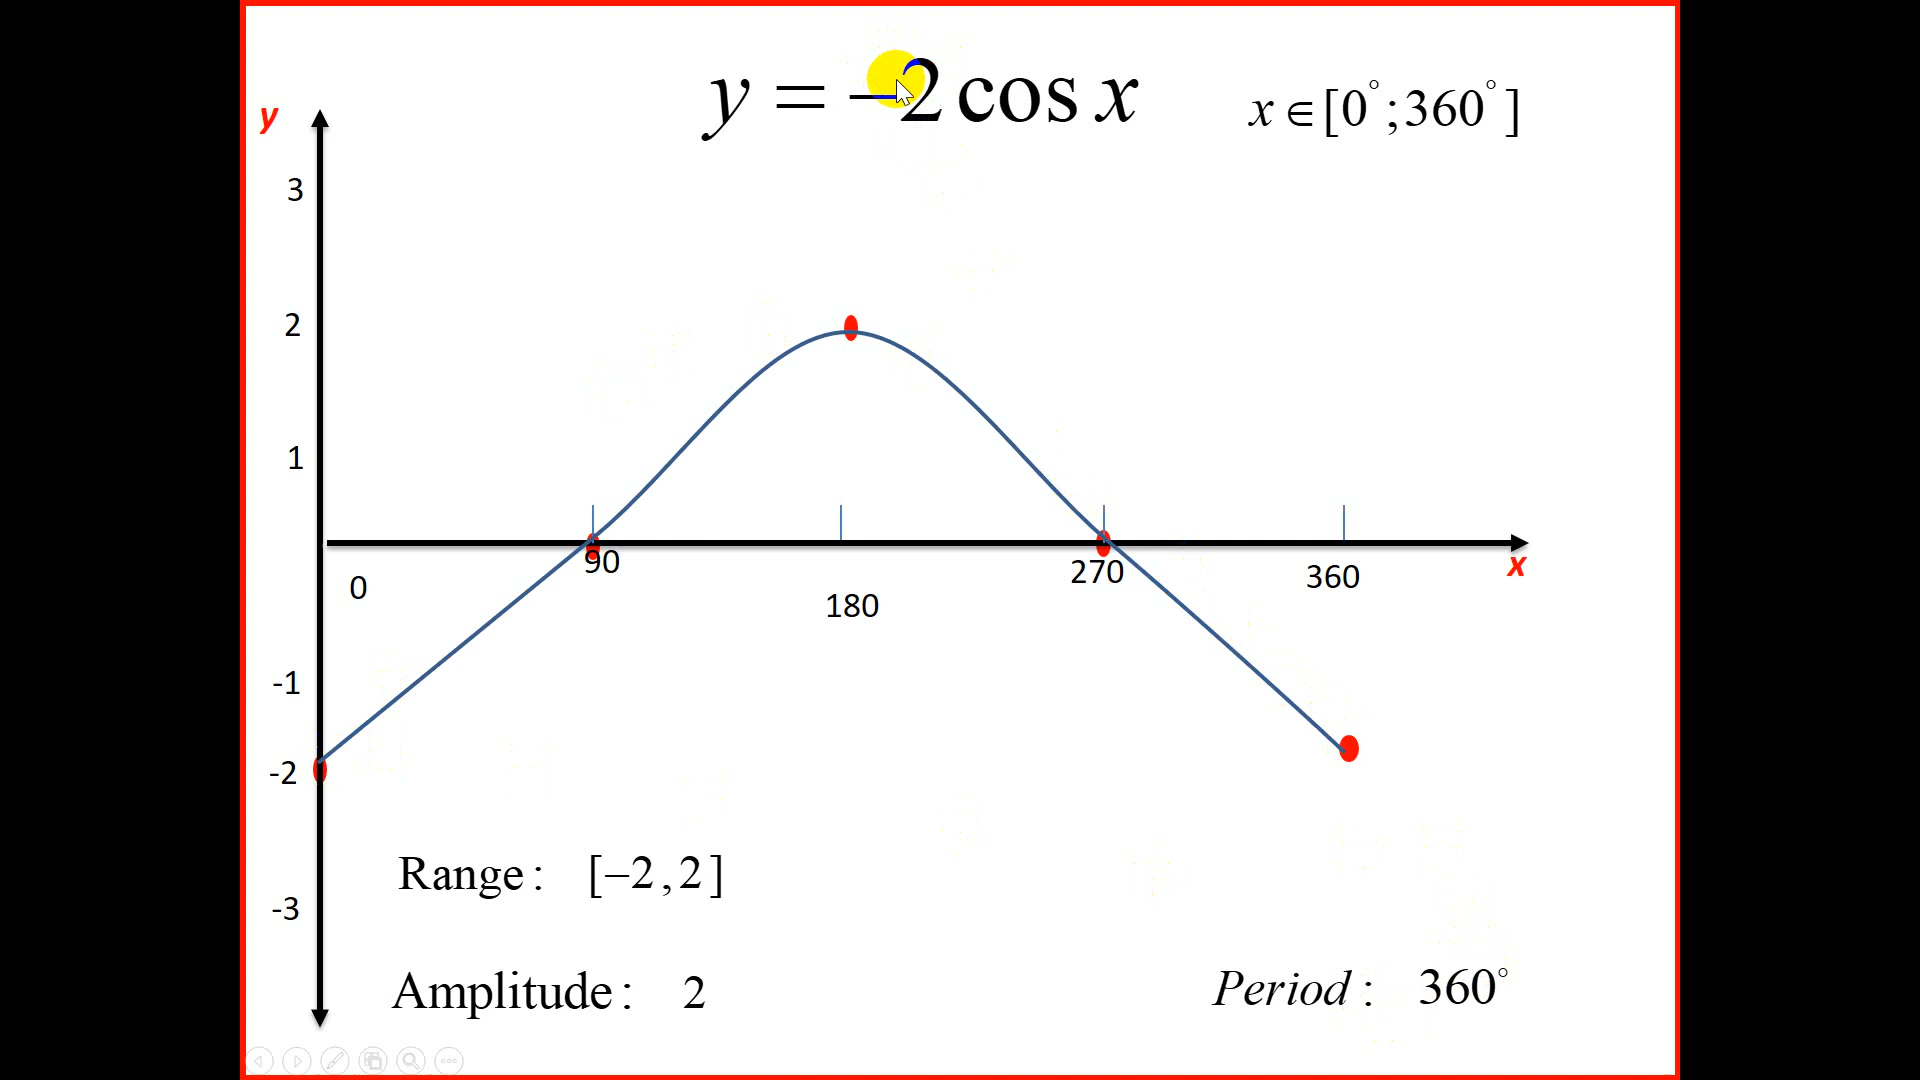 y = −2 cos x
x ∈ [0°;360°]
y
3
2
1
0
90
180
270
360
x
-1
-2
-3
Range : [−2 , 2]
Amplitude : 2
Period : 360°